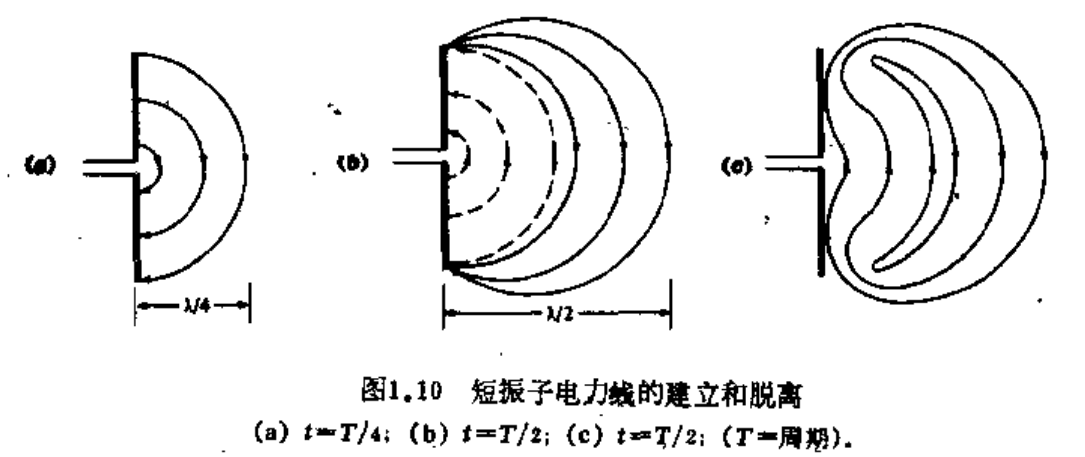 (a)
(b)
(c)
λ/4
λ/2
图1.10 短振子电力线的建立和脱离
(a) t=T/4; (b) t=T/2; (c) t=T/2; (T=周期).